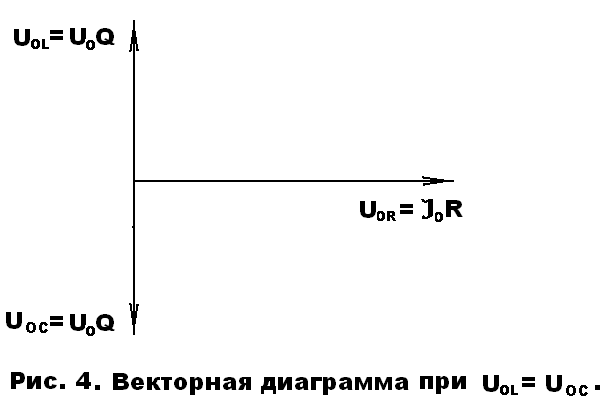 U₀L= U₀Q
U₀R = J₀R
U₀C= U₀Q
Рис. 4. Векторная диаграмма при U₀L= U₀C .